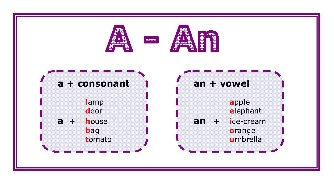 A - An
a + consonant
lamp
door
a + house
bag
tomato
an + vowel
apple
elephant
an + ice-cream
orange
umbrella